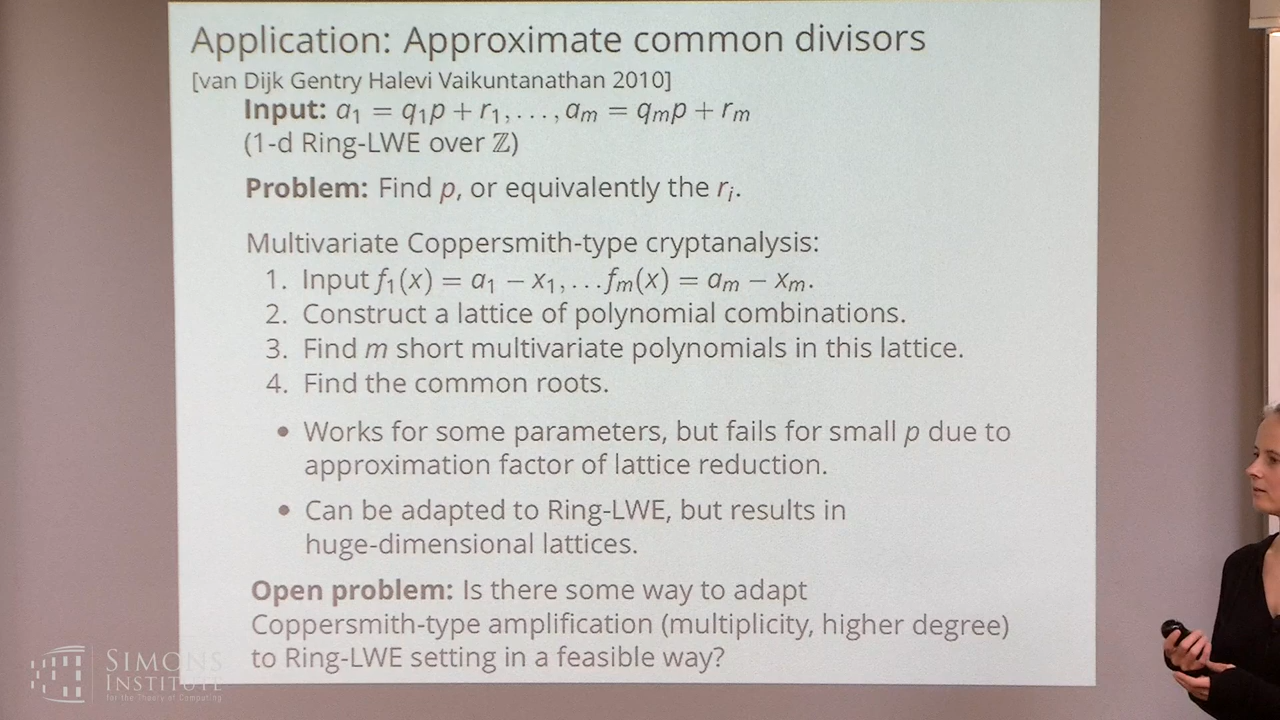 Application: Approximate common divisors
[van Dijk Gentry Halevi Vaikuntanathan 2010]
Input: a₁ = q₁p + r₁, . . . , aₘ = qₘp + rₘ
(1-d Ring-LWE over ℤ)
Problem: Find p, or equivalently the rᵢ.
Multivariate Coppersmith-type cryptanalysis:
1. Input f₁(x) = a₁ − x₁, . . . fₘ(x) = aₘ − xₘ.
2. Construct a lattice of polynomial combinations.
3. Find m short multivariate polynomials in this lattice.
4. Find the common roots.
• Works for some parameters, but fails for small p due to
approximation factor of lattice reduction.
• Can be adapted to Ring-LWE, but results in
huge-dimensional lattices.
Open problem: Is there some way to adapt
Coppersmith-type amplification (multiplicity, higher degree)
to Ring-LWE setting in a feasible way?
SIMONS
INSTITUTE
for the Theory of Computing